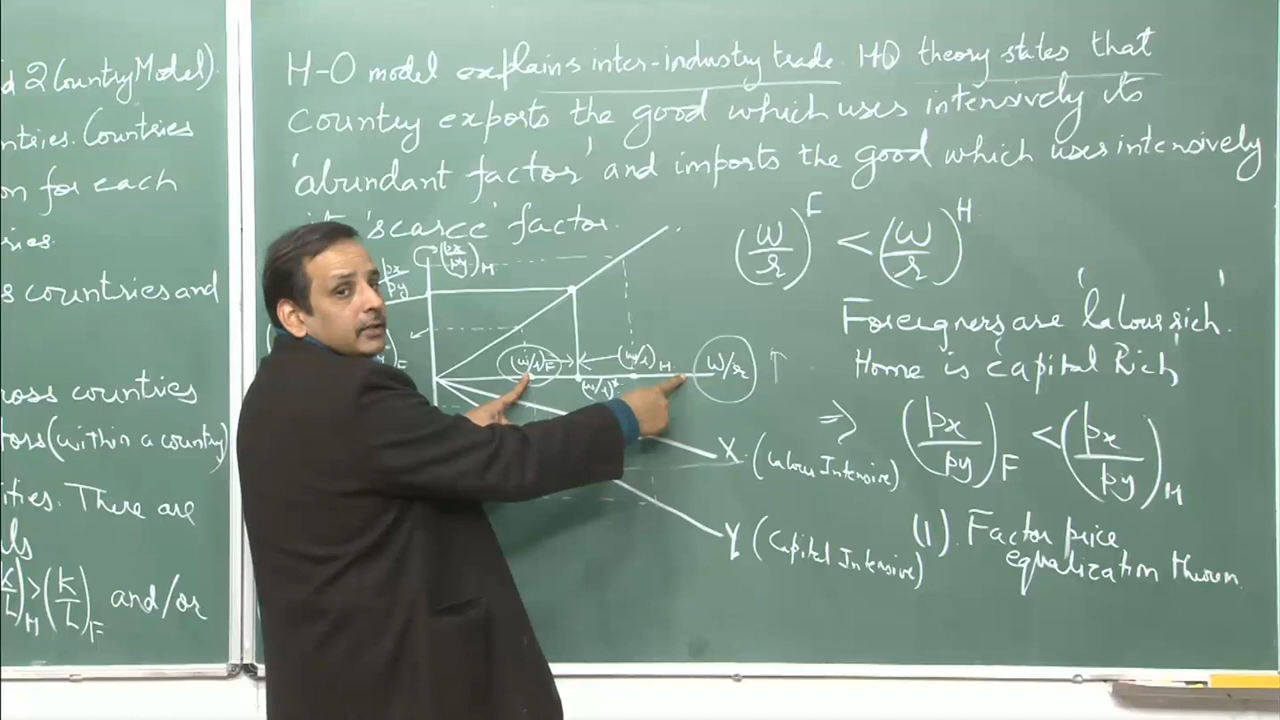 d 2 Country Model).
ntries. Countries
on for each
ries.
s countries and
ross countries
tors (within a country)
ities. There are
(K/L)H > (K/L)F and/or
H-O model explains inter-industry trade. HO theory states that
Country exports the good which uses intensively its
'abundant factor' and imports the good which uses intensively
its 'scarce' factor.
(px/py)H
px/py
F
(w/r)F
(w/r)H
(w/r)*
W/r ↑
X (Labour Intensive)
Y (Capital Intensive)
(w/r)F < (w/r)H
Foreigners are 'labour rich'.
Home is capital Rich
⇒ (px/py)F < (px/py)H
(1). Factor price
equalization theorem